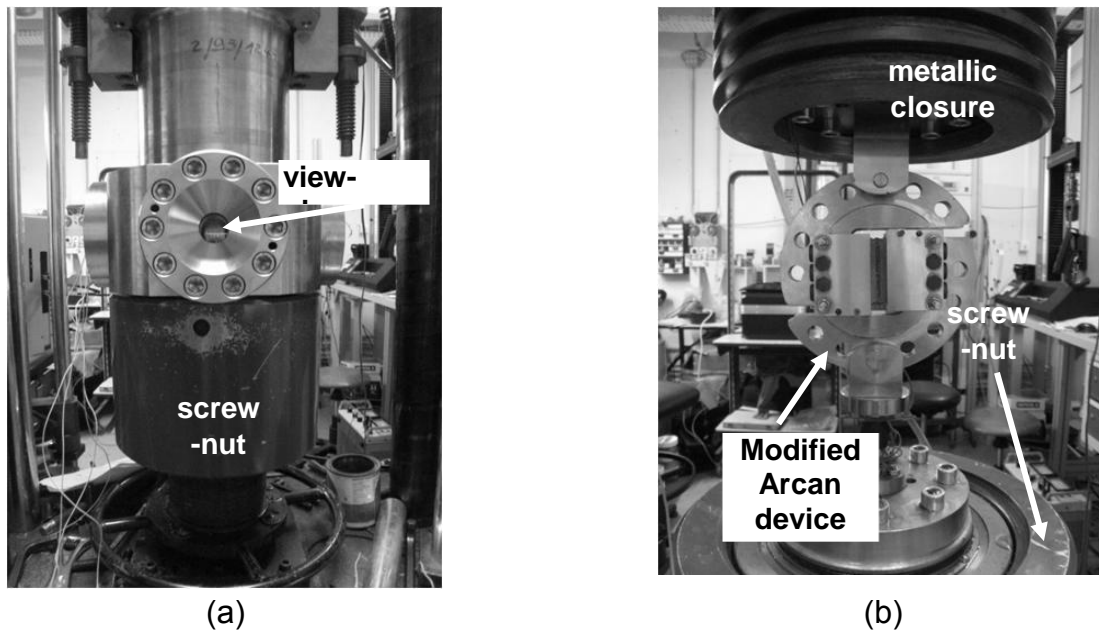 view-
screw
-nut
(a)
metallic
closure
screw
-nut
Modified
Arcan
device
(b)